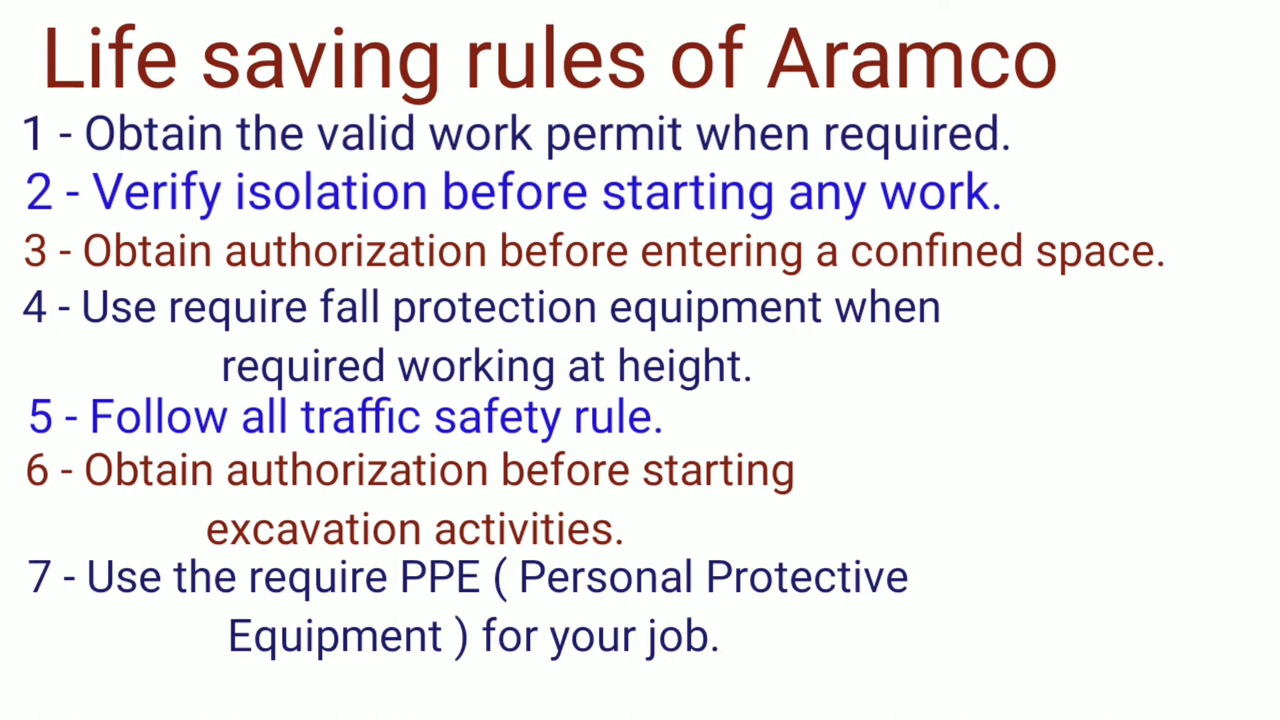 Life saving rules of Aramco
1 - Obtain the valid work permit when required.
2 - Verify isolation before starting any work.
3 - Obtain authorization before entering a confined space.
4 - Use require fall protection equipment when
required working at height.
5 - Follow all traffic safety rule.
6 - Obtain authorization before starting
excavation activities.
7 - Use the require PPE ( Personal Protective
Equipment ) for your job.